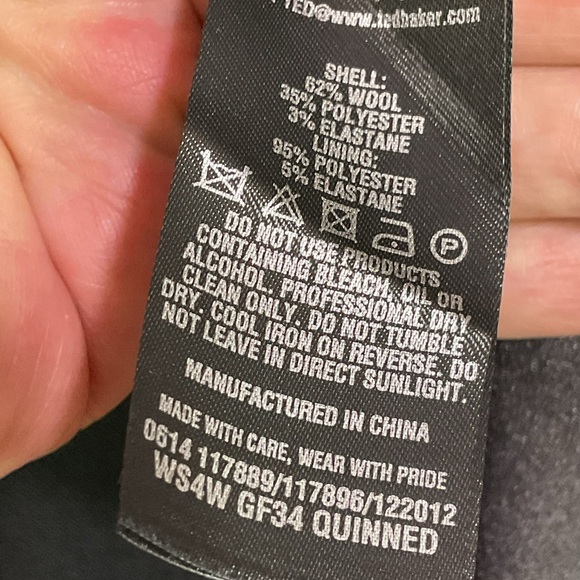 TED@www.tedbaker.com
SHELL:
62% WOOL
35% POLYESTER
3% ELASTANE
LINING:
95% POLYESTER
5% ELASTANE
P
DO NOT USE PRODUCTS
CONTAINING BLEACH, OIL OR
ALCOHOL. PROFESSIONAL DRY
CLEAN ONLY. DO NOT TUMBLE
DRY. COOL IRON ON REVERSE. DO
NOT LEAVE IN DIRECT SUNLIGHT.
MANUFACTURED IN CHINA
MADE WITH CARE, WEAR WITH PRIDE
0614 117889/117896/122012
WS4W GF34 QUINNED